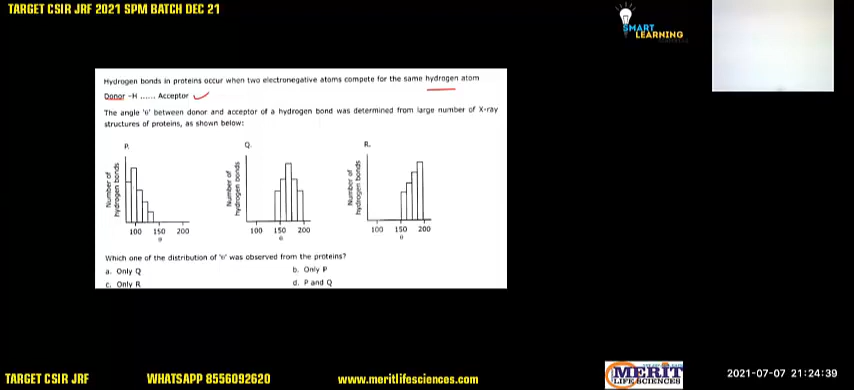 TARGET CSIR JRF 2021 SPM BATCH DEC 21
SMART
LEARNING
Hydrogen bonds in proteins occur when two electronegative atoms compete for the same hydrogen atom
Donor -H ...... Acceptor
The angle 'θ' between donor and acceptor of a hydrogen bond was determined from large number of X-ray
structures of proteins, as shown below:
P. Q. R.
Number of
hydrogen bonds
Number of
hydrogen bonds
Number of
hydrogen bonds
100 150 200 100 150 200 100 150 200
θ θ θ
Which one of the distribution of 'θ' was observed from the proteins?
a. Only Q b. Only P
c. Only R d. P and Q
TARGET CSIR JRF WHATSAPP 8556092620 www.meritlifesciences.com
MERIT
LIFE SCIENCES
2021-07-07 21:24:39